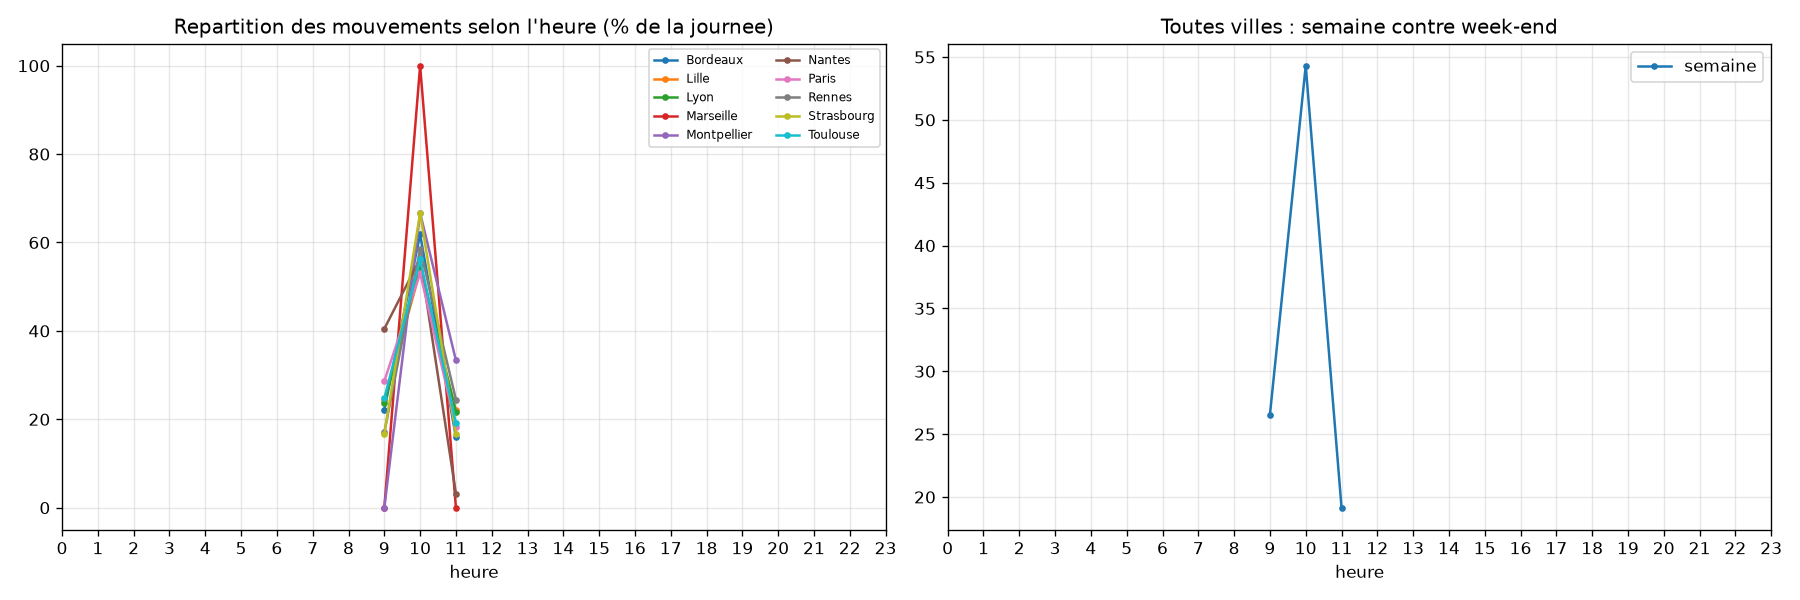 Repartition des mouvements selon l'heure (% de la journee)
100
80
60
40
20
0
Bordeaux
Lille
Lyon
Marseille
Montpellier
Nantes
Paris
Rennes
Strasbourg
Toulouse
0 1 2 3 4 5 6 7 8 9 10 11 12 13 14 15 16 17 18 19 20 21 22 23
heure
Toutes villes : semaine contre week-end
55
50
45
40
35
30
25
20
semaine
0 1 2 3 4 5 6 7 8 9 10 11 12 13 14 15 16 17 18 19 20 21 22 23
heure